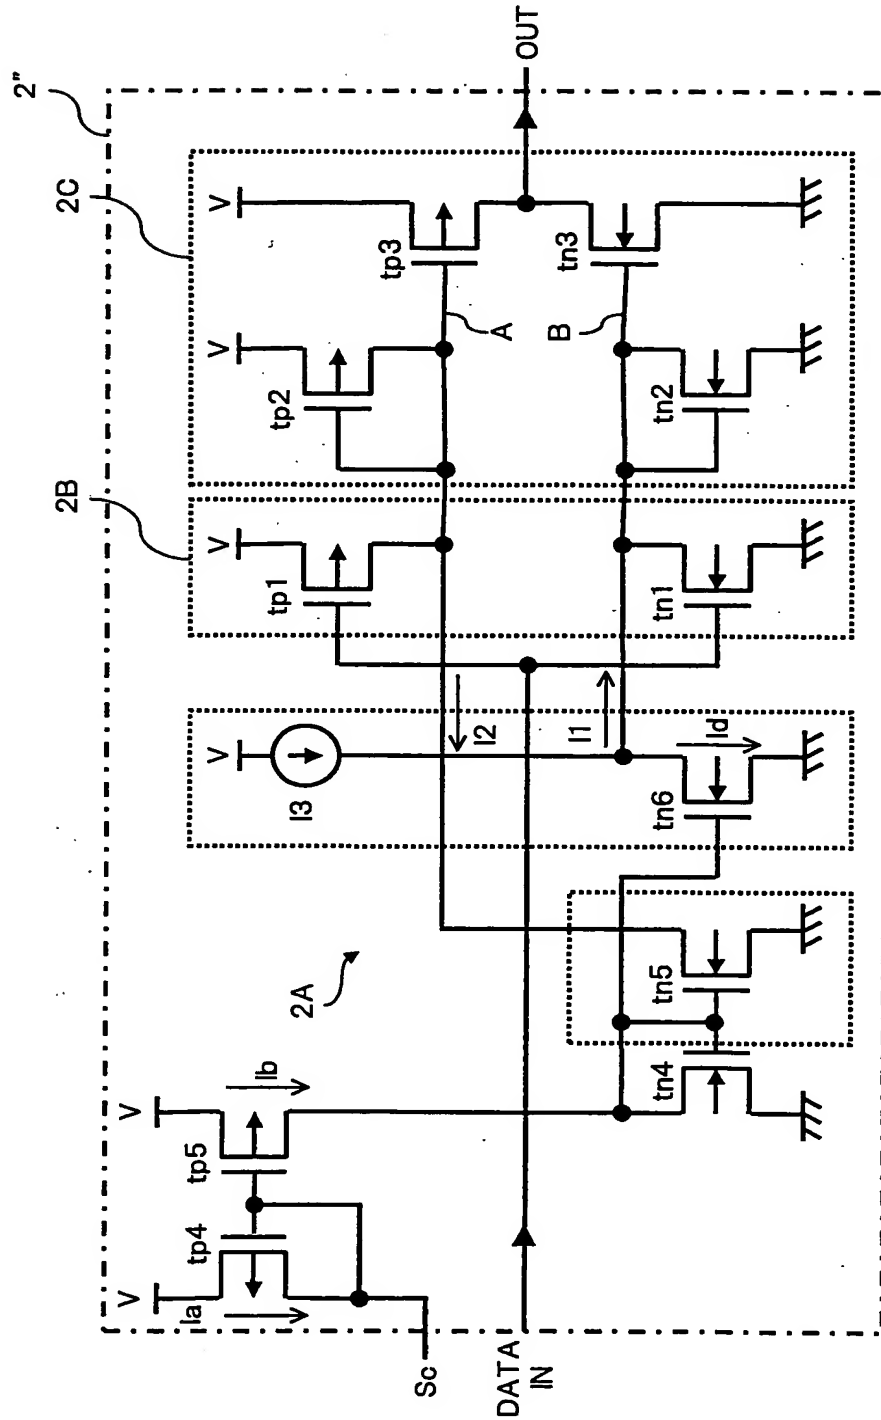 2"
2C
2B
V
V
V
V
V
V
Ia
tp4
tp5
Ib
I3
tp1
tp2
tp3
A
B
I2
I1
Id
2A
tn4
tn5
tn6
tn1
tn2
tn3
Sc
DATA
IN
OUT